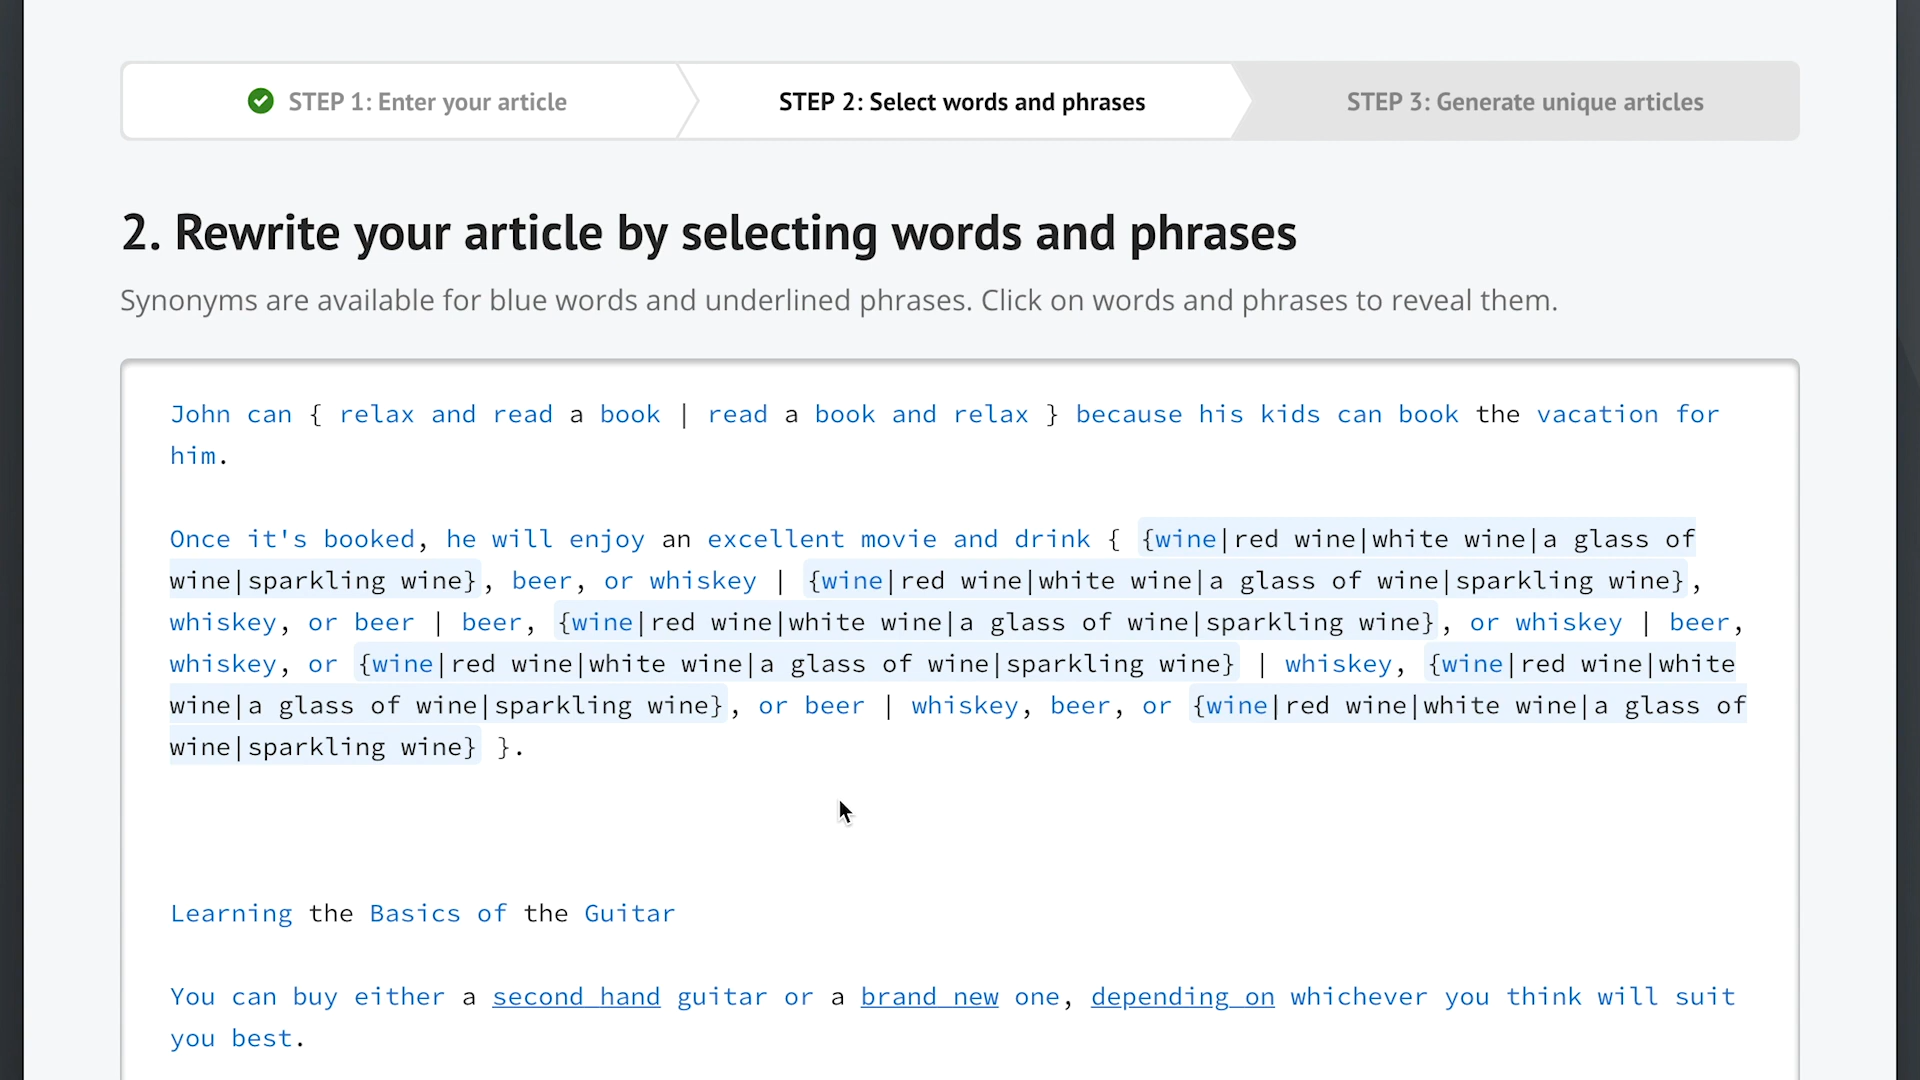 STEP 1: Enter your article
STEP 2: Select words and phrases
STEP 3: Generate unique articles
2. Rewrite your article by selecting words and phrases
Synonyms are available for blue words and underlined phrases. Click on words and phrases to reveal them.
John can { relax and read a book | read a book and relax } because his kids can book the vacation for
him.
Once it's booked, he will enjoy an excellent movie and drink { {wine|red wine|white wine|a glass of
wine|sparkling wine}, beer, or whiskey | {wine|red wine|white wine|a glass of wine|sparkling wine},
whiskey, or beer | beer, {wine|red wine|white wine|a glass of wine|sparkling wine}, or whiskey | beer,
whiskey, or {wine|red wine|white wine|a glass of wine|sparkling wine} | whiskey, {wine|red wine|white
wine|a glass of wine|sparkling wine}, or beer | whiskey, beer, or {wine|red wine|white wine|a glass of
wine|sparkling wine} }.
Learning the Basics of the Guitar
You can buy either a second hand guitar or a brand new one, depending on whichever you think will suit
you best.